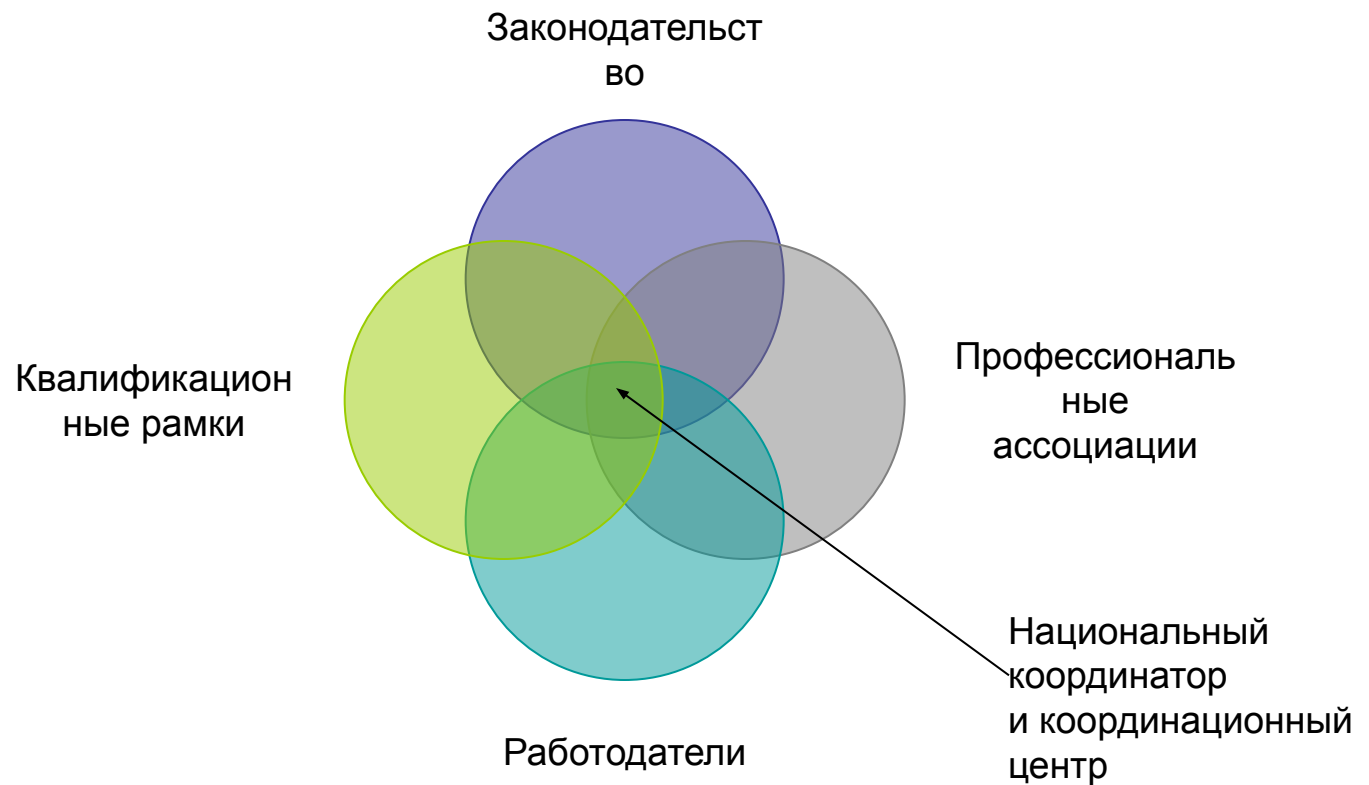 Законодательст
во
Квалификацион
ные рамки
Профессиональ
ные
ассоциации
Национальный
координатор
и координационный
центр
Работодатели